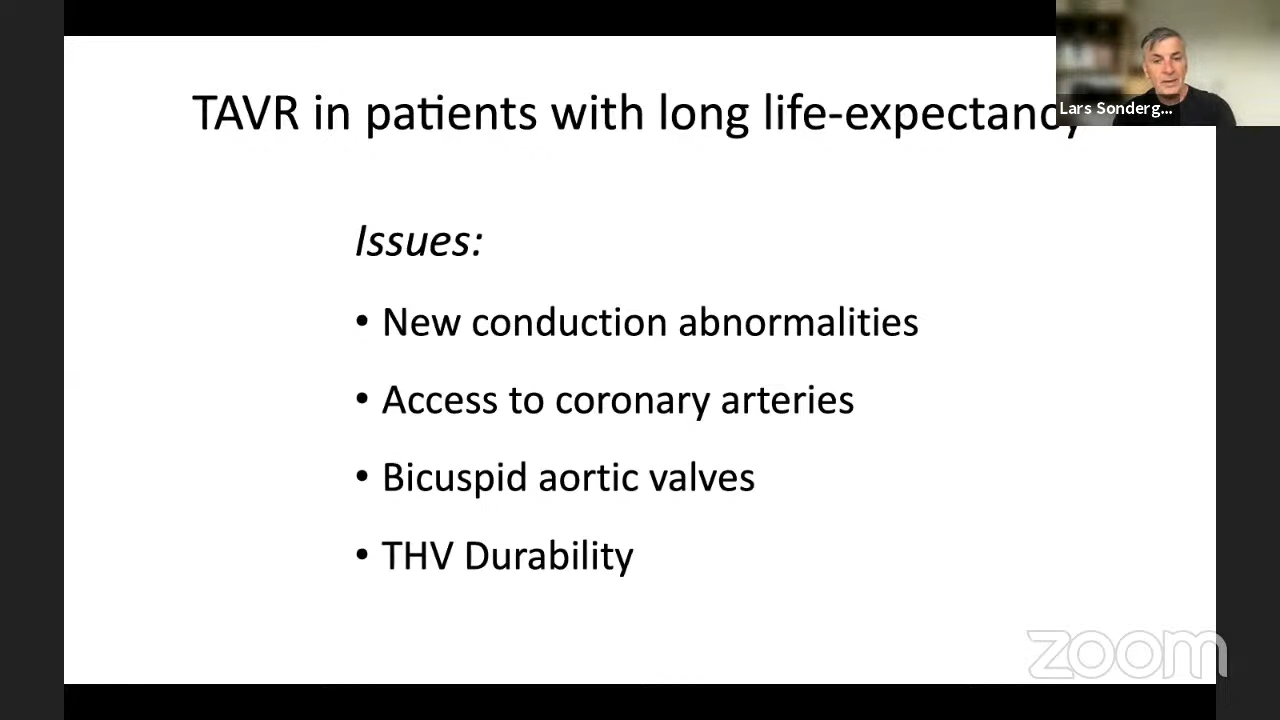 TAVR in patients with long life-expectancy
Lars Sonderg...
Issues:
• New conduction abnormalities
• Access to coronary arteries
• Bicuspid aortic valves
• THV Durability
zoom